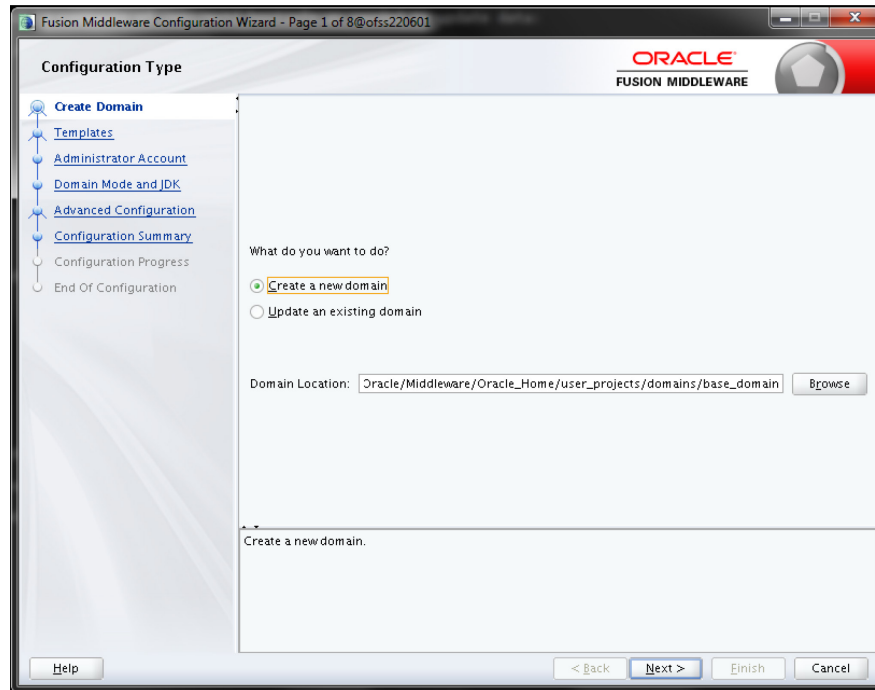 Fusion Middleware Configuration Wizard - Page 1 of 8@ofss220601
Configuration Type
ORACLE
FUSION MIDDLEWARE
Create Domain
Templates
Administrator Account
Domain Mode and JDK
Advanced Configuration
Configuration Summary
Configuration Progress
End Of Configuration
What do you want to do?
Create a new domain
Update an existing domain
Domain Location: Oracle/Middleware/Oracle_Home/user_projects/domains/base_domain Browse
Create a new domain.
Help < Back Next > Finish Cancel